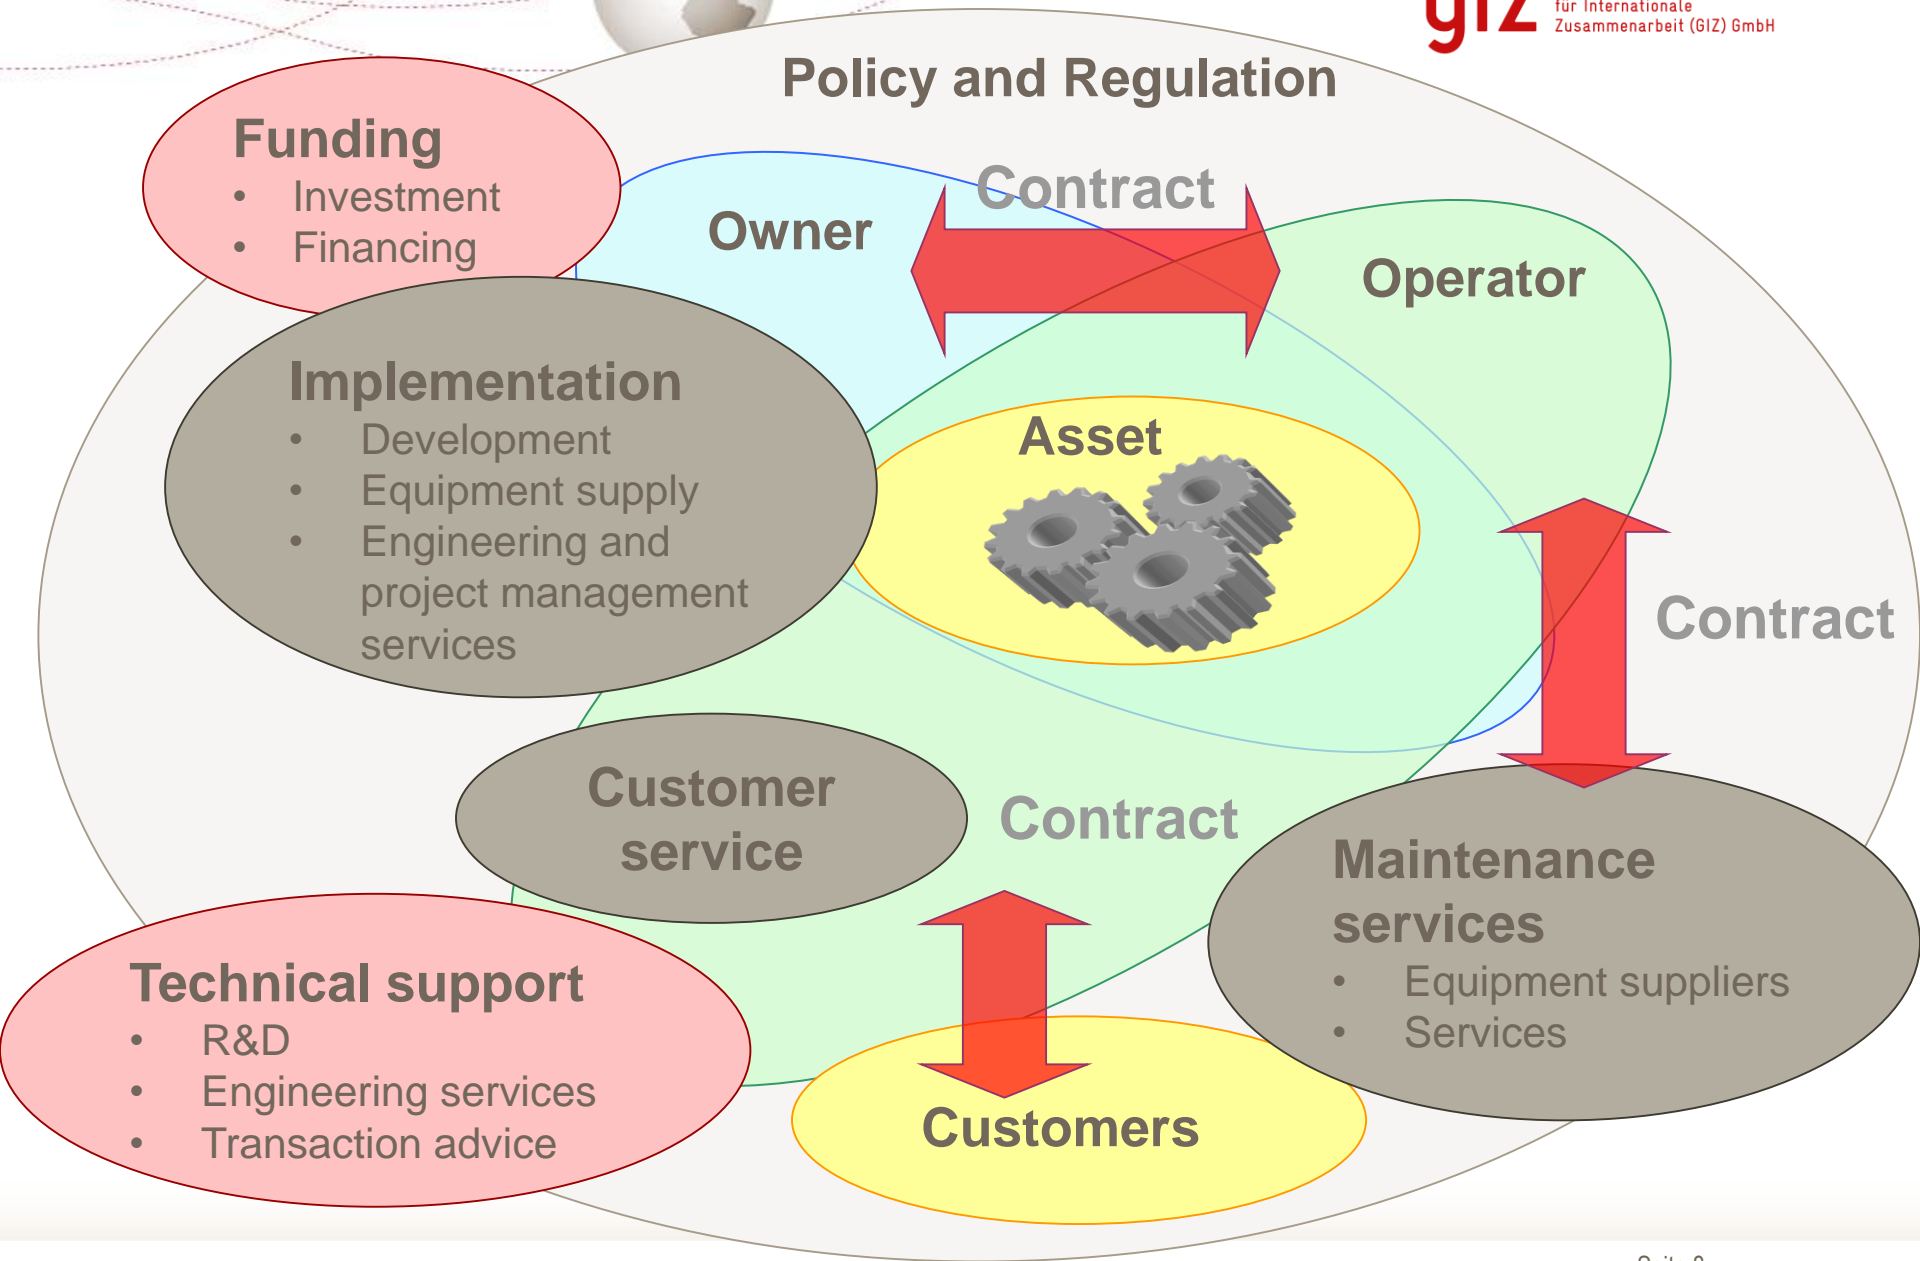 giz
für Internationale
Zusammenarbeit (GIZ) GmbH
Policy and Regulation
Funding
• Investment
• Financing
Contract
Owner
Operator
Implementation
• Development
• Equipment supply
• Engineering and
project management
services
Asset
Contract
Customer
service
Contract
Maintenance
services
• Equipment suppliers
• Services
Technical support
• R&D
• Engineering services
• Transaction advice
Customers